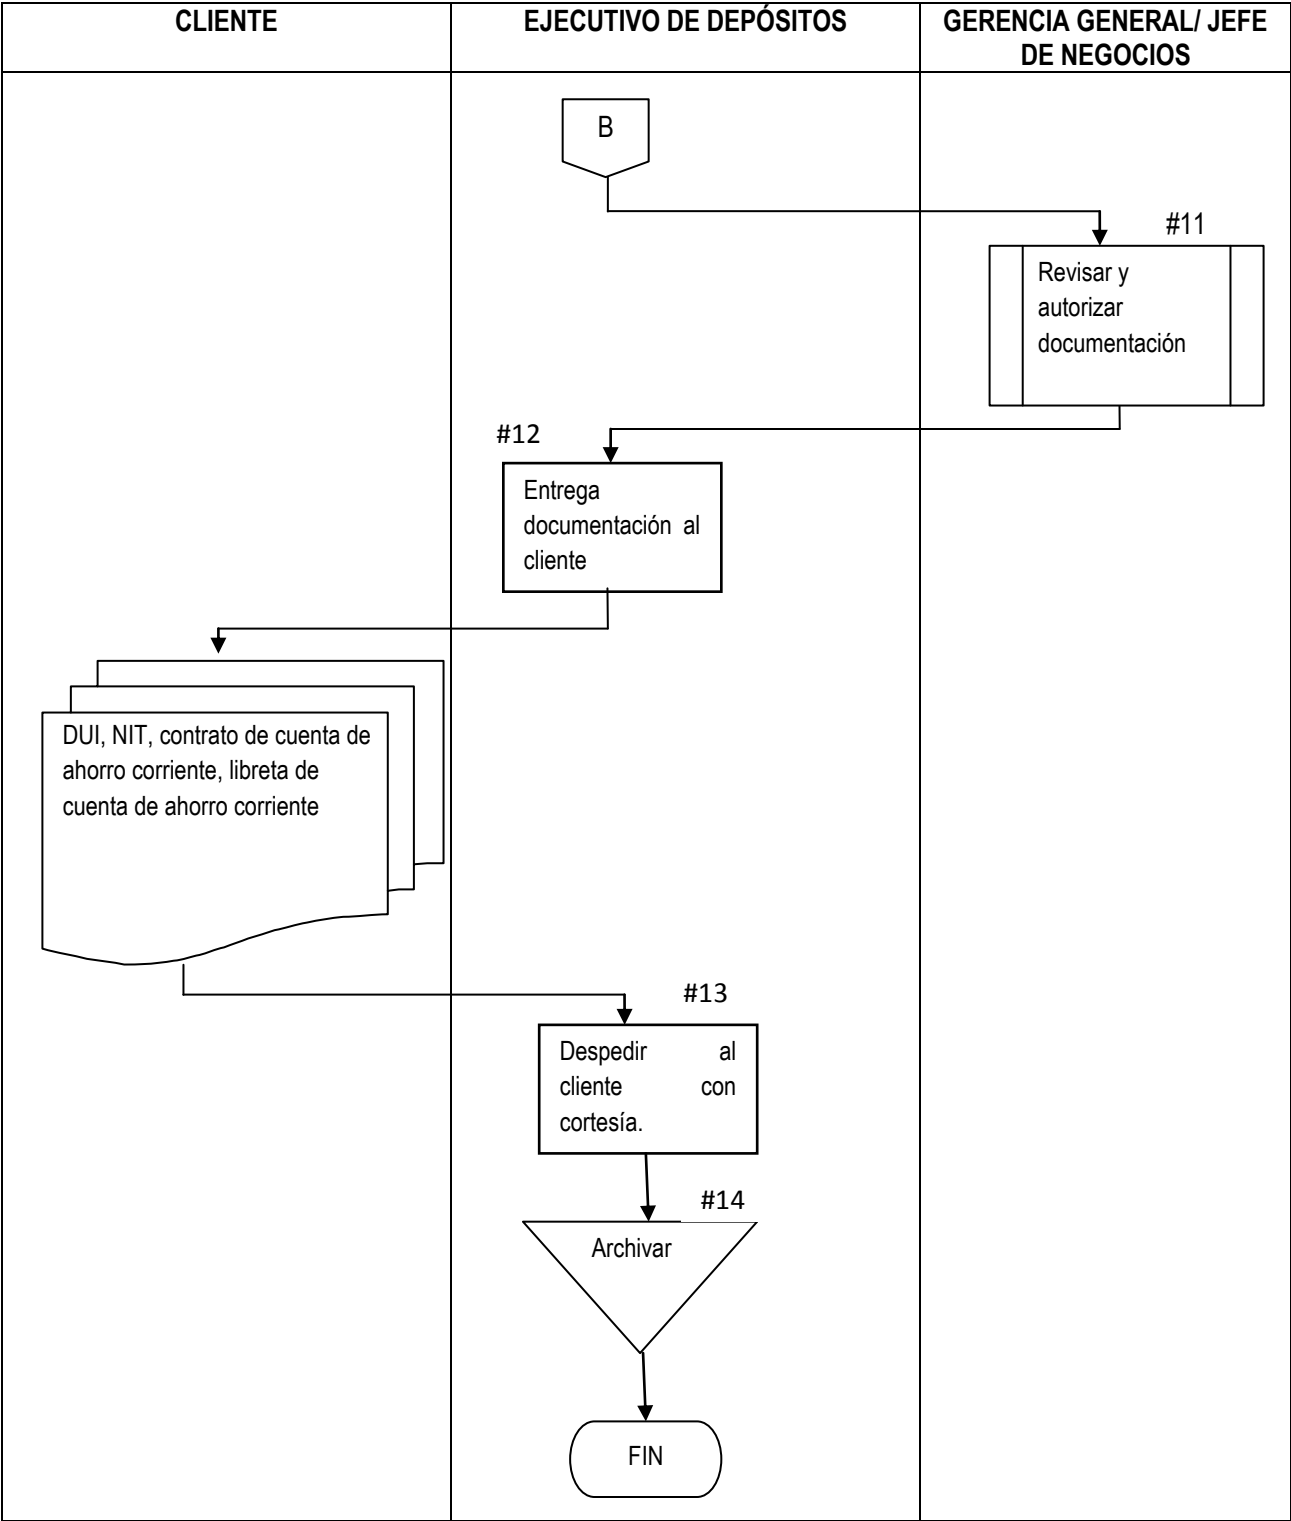 CLIENTE
EJECUTIVO DE DEPÓSITOS
GERENCIA GENERAL/ JEFE
DE NEGOCIOS
B
#11
Revisar y
autorizar
documentación
#12
Entrega
documentación al
cliente
DUI, NIT, contrato de cuenta de
ahorro corriente, libreta de
cuenta de ahorro corriente
#13
Despedir al
cliente con
cortesía.
#14
Archivar
FIN